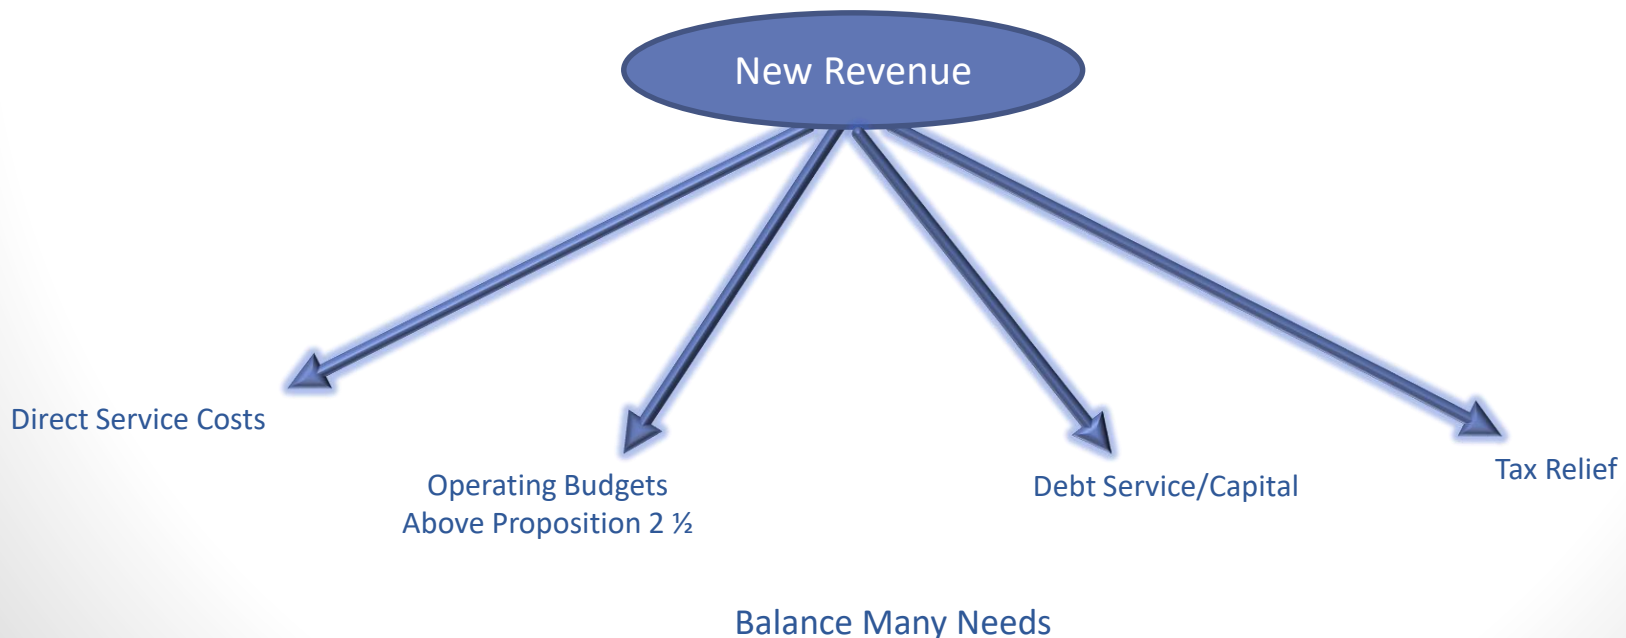 New Revenue
Direct Service Costs
Operating Budgets
Above Proposition 2 ½
Debt Service/Capital
Tax Relief
Balance Many Needs